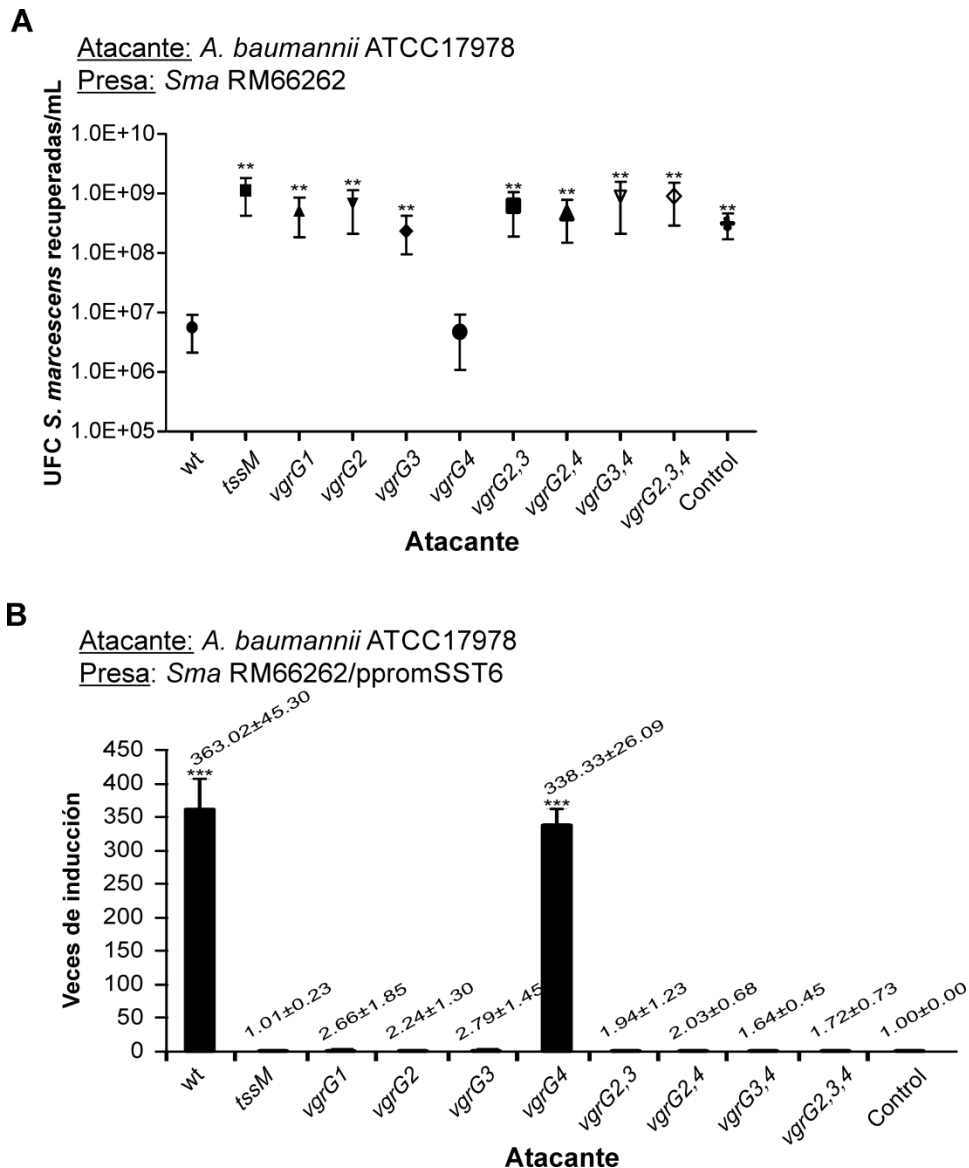 A
Atacante: A. baumannii ATCC17978
Presa: Sma RM66262
UFC S. marcescens recuperadas/mL
1.0E+10
1.0E+09
1.0E+08
1.0E+07
1.0E+06
1.0E+05
** ** ** ** ** ** ** ** **
wt tssM vgrG1 vgrG2 vgrG3 vgrG4 vgrG2,3 vgrG2,4 vgrG3,4 vgrG2,3,4 Control
Atacante
B
Atacante: A. baumannii ATCC17978
Presa: Sma RM66262/ppromSST6
Veces de inducción
450
400
350
300
250
200
150
100
50
0
363.02±45.30
***
1.01±0.23
2.66±1.85
2.24±1.30
2.79±1.45
338.33±26.09
***
1.94±1.23
2.03±0.68
1.64±0.45
1.72±0.73
1.00±0.00
wt tssM vgrG1 vgrG2 vgrG3 vgrG4 vgrG2,3 vgrG2,4 vgrG3,4 vgrG2,3,4 Control
Atacante